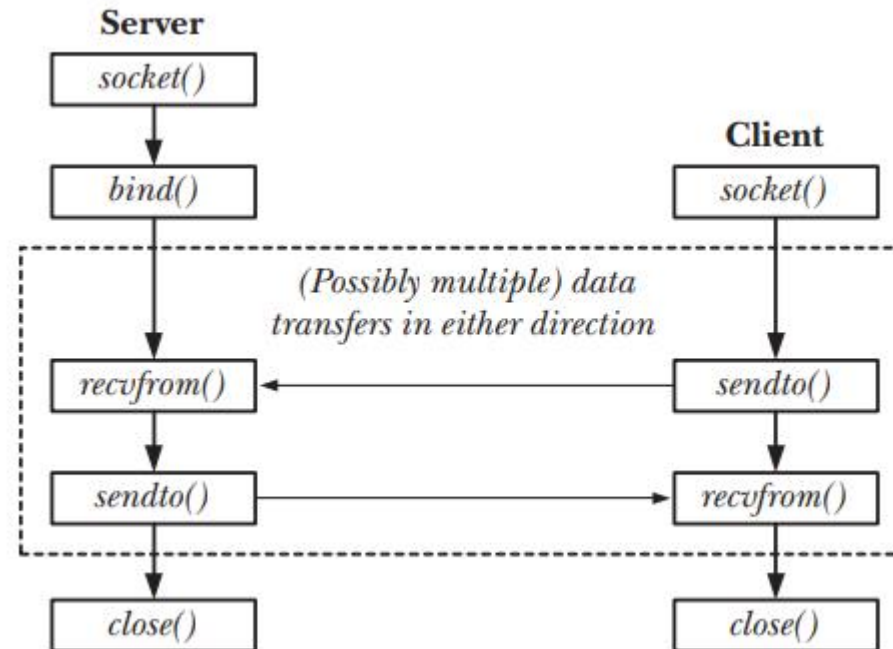 Server
socket()
Client
bind()
socket()
(Possibly multiple) data
transfers in either direction
recvfrom()
sendto()
sendto()
recvfrom()
close()
close()